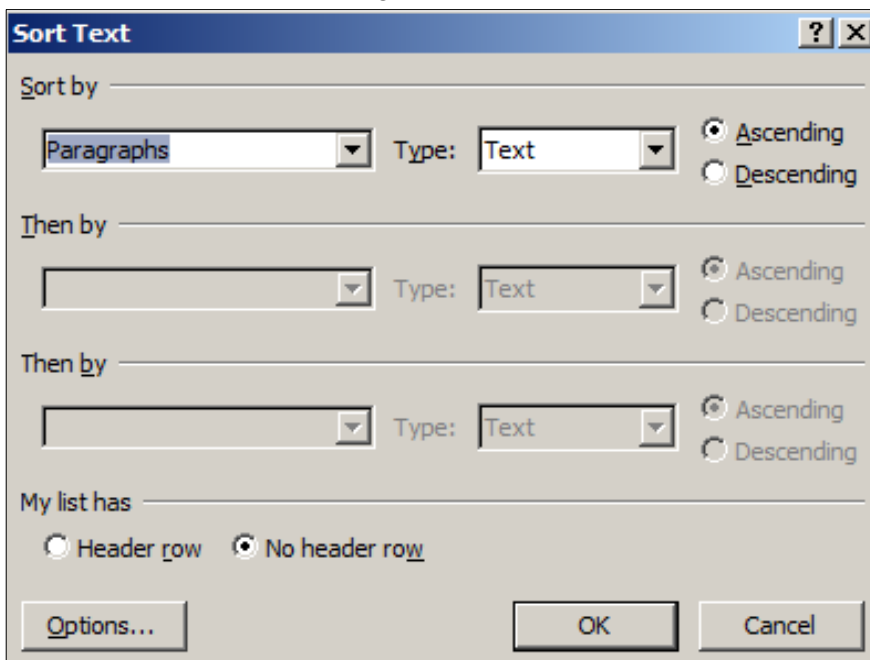 Sort Text
Sort by
Paragraphs Type: Text Ascending
Descending
Then by
Type: Text Ascending
Descending
Then by
Type: Text Ascending
Descending
My list has
Header row No header row
Options... OK Cancel